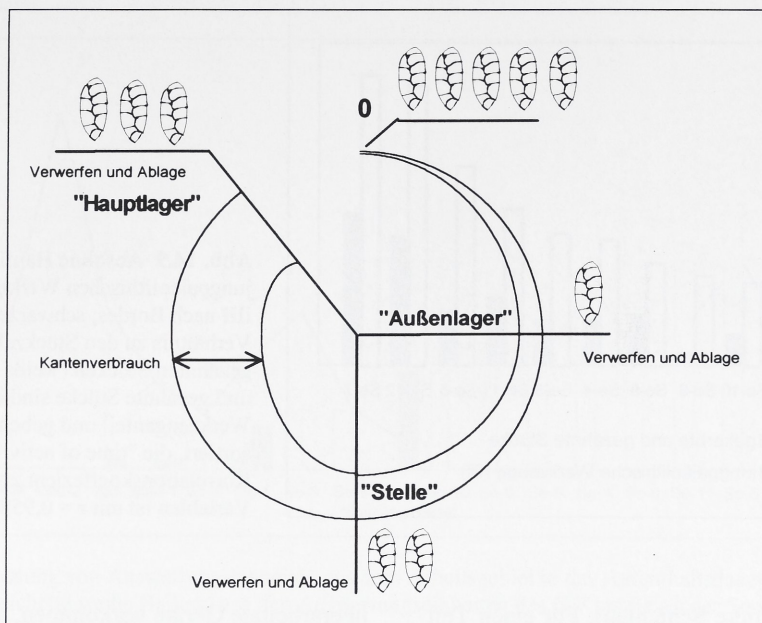 0
Verwerfen und Ablage
"Hauptlager"
"Außenlager"
Verwerfen und Ablage
Kantenverbrauch
"Stelle"
Verwerfen und Ablage